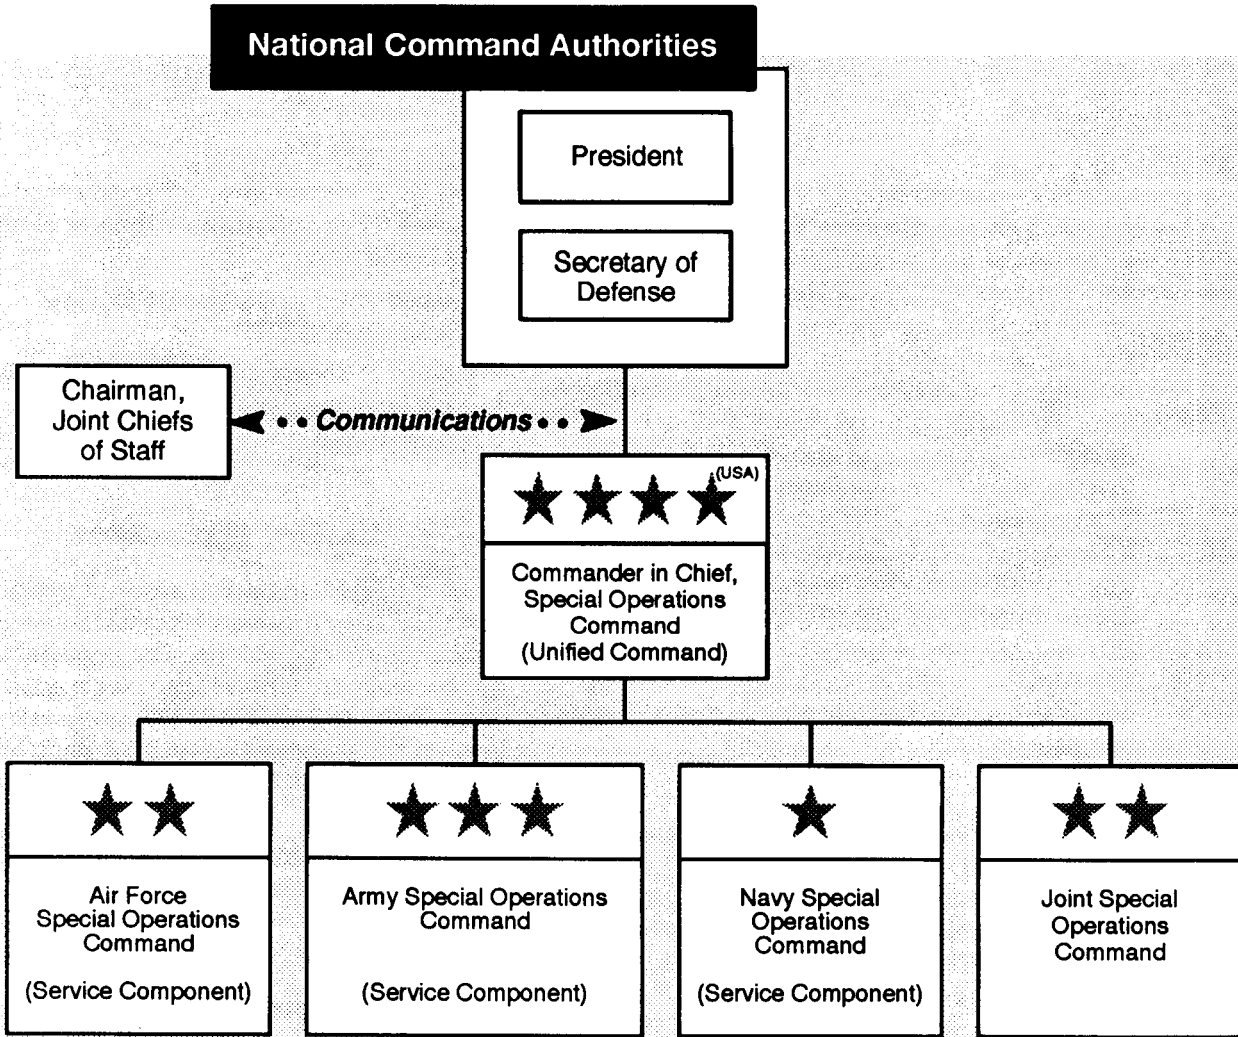 National Command Authorities
President
Secretary of
Defense
Chairman,
Joint Chiefs
of Staff
Communications
(USA)
Commander in Chief,
Special Operations
Command
(Unified Command)
Air Force
Special Operations
Command
(Service Component)
Army Special Operations
Command
(Service Component)
Navy Special
Operations
Command
(Service Component)
Joint Special
Operations
Command